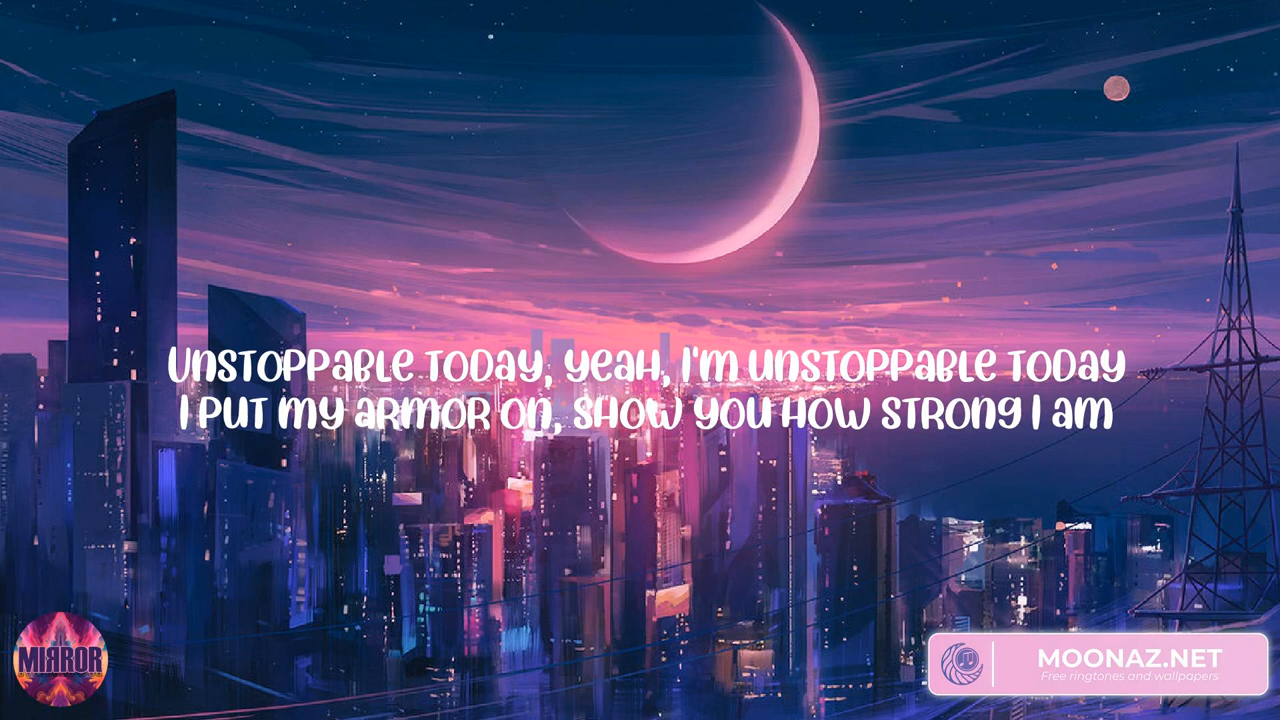 Unstoppable today, yeah, I'm unstoppable today
I put my armor on, show you how strong I am
MIЯROR
MOONAZ.NET
Free ringtones and wallpapers